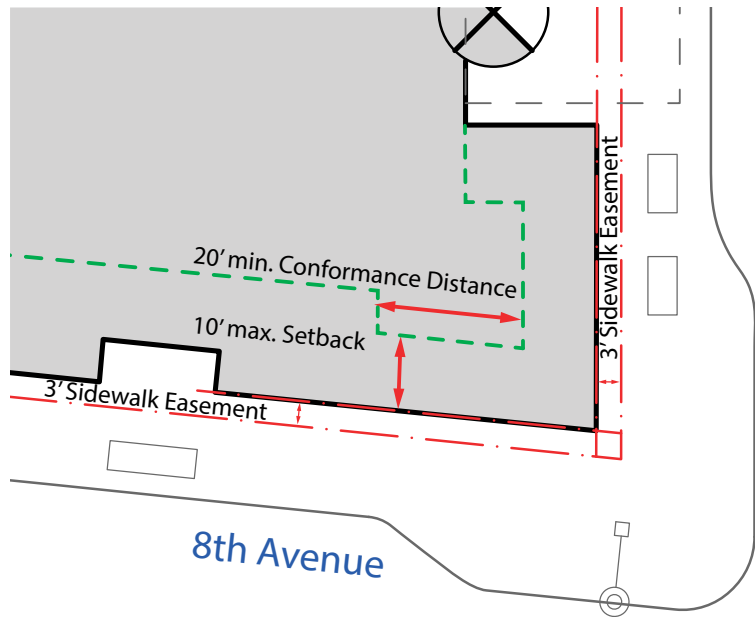 3’ Sidewalk Easement
20’ min. Conformance Distance
10’ max. Setback
3’ Sidewalk Easement
8th Avenue